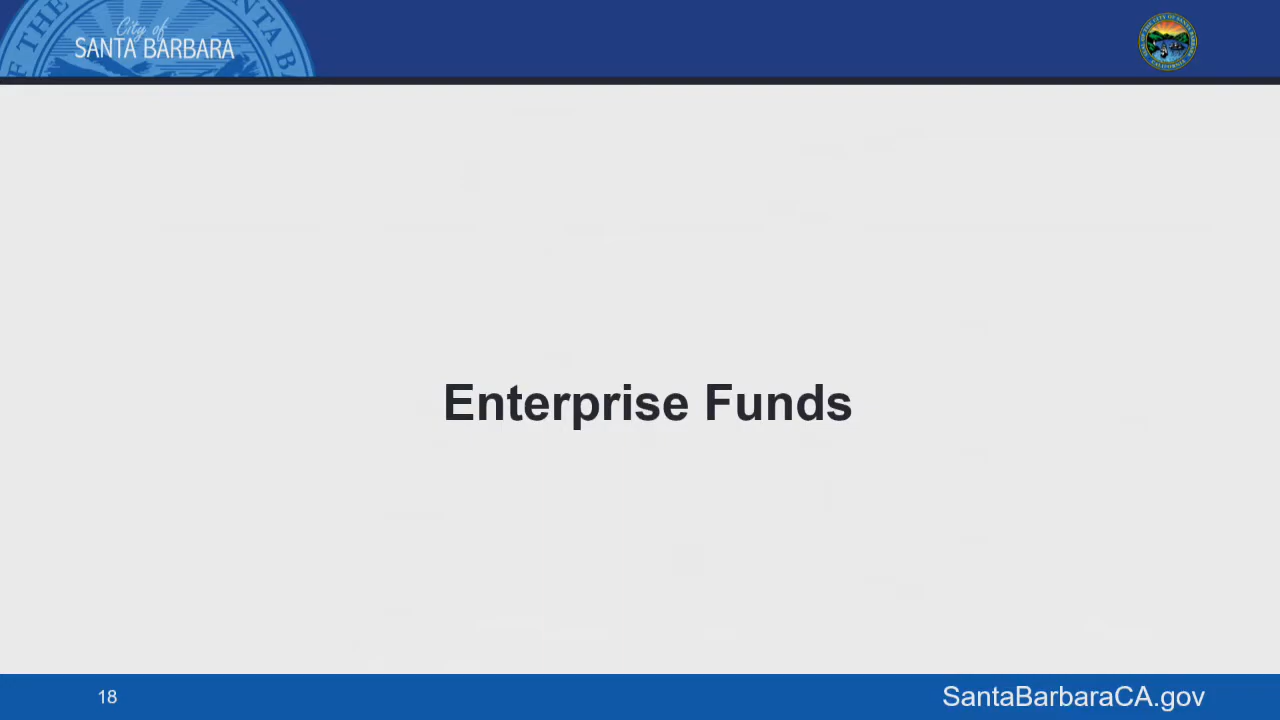 City of
SANTA BARBARA
Enterprise Funds
18
SantaBarbaraCA.gov